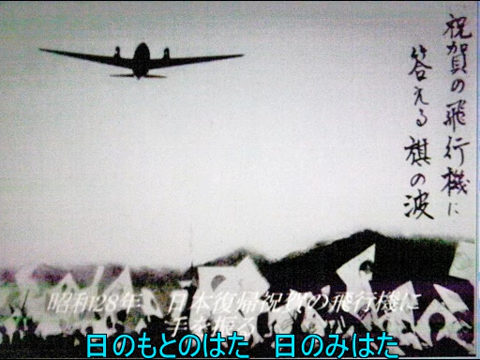 祝賀の飛行機に
答える旗の波
昭和28年　日本復帰祝賀の飛行機に
手を振る
日のもとのはた　日のみはた